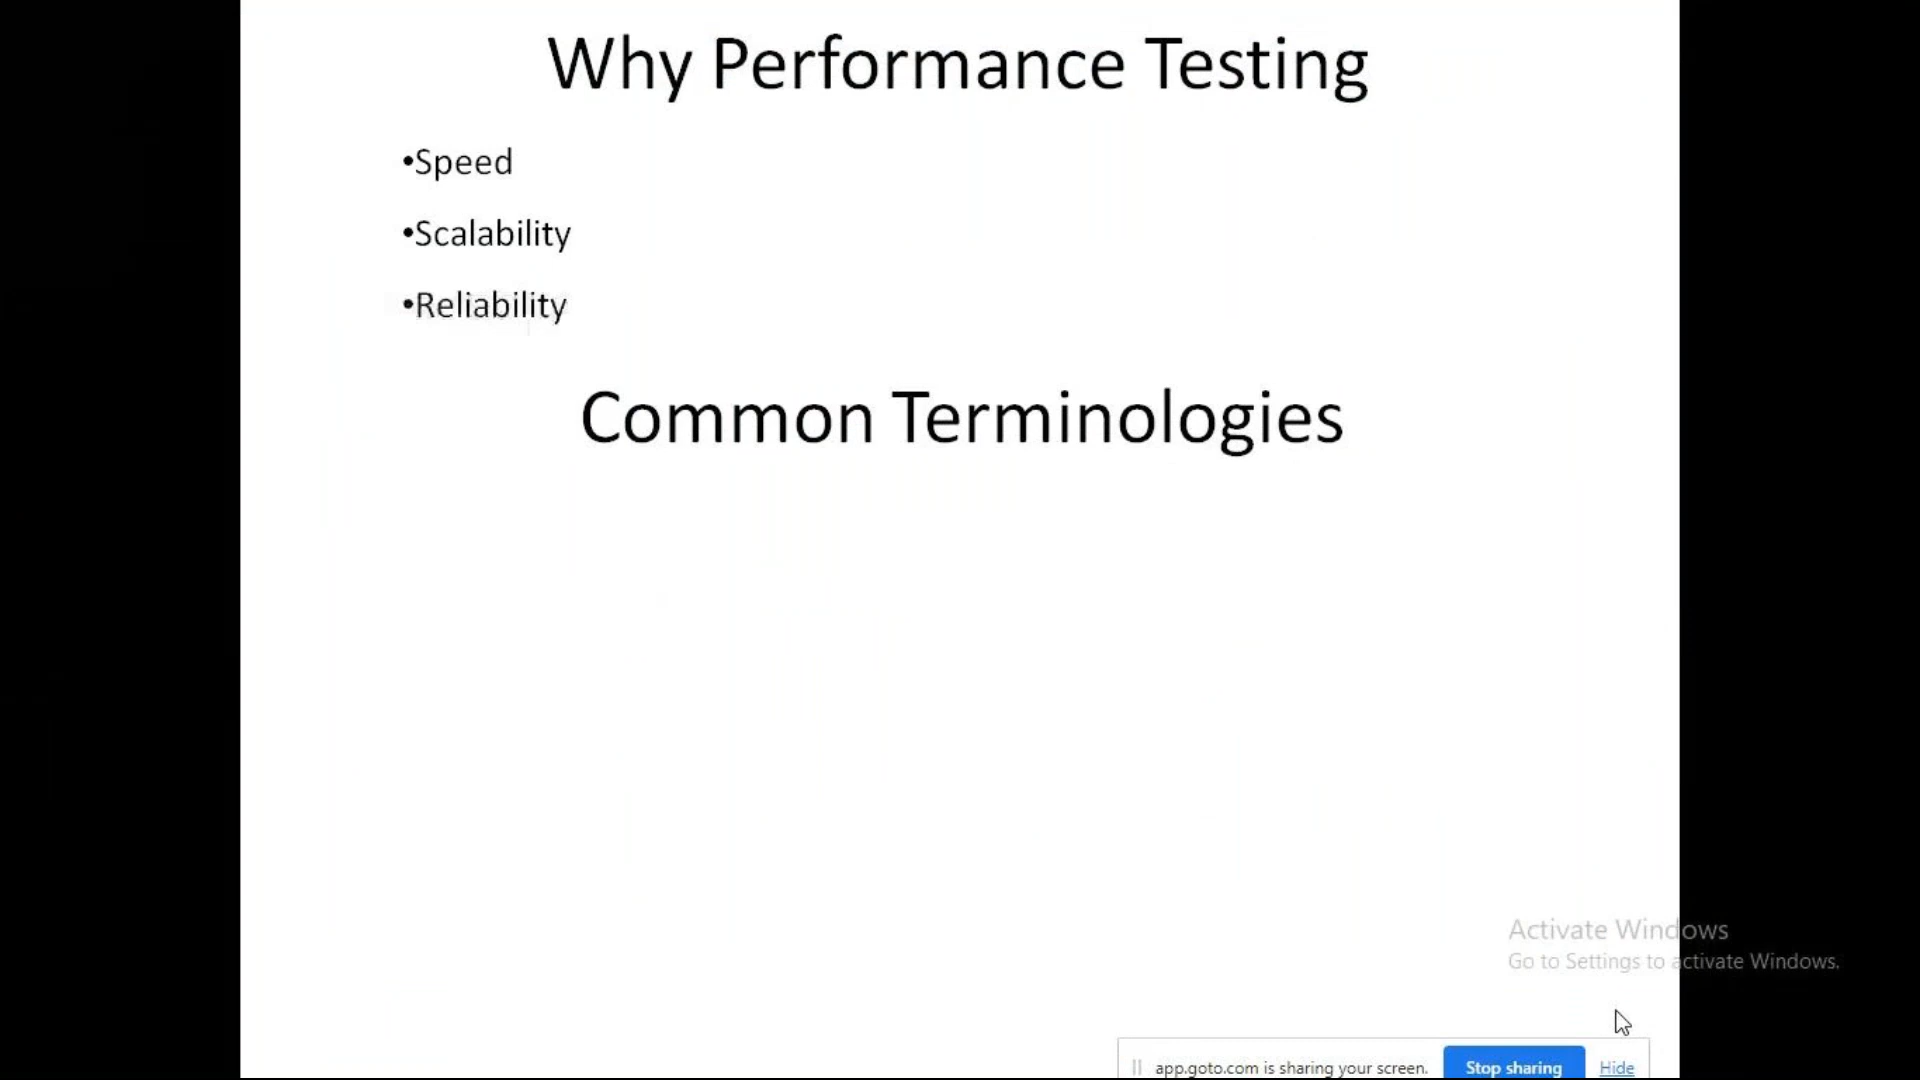 Why Performance Testing
•Speed
•Scalability
•Reliability
Common Terminologies
Activate Windows
Go to Settings to activate Windows.
app.goto.com is sharing your screen. Stop sharing Hide